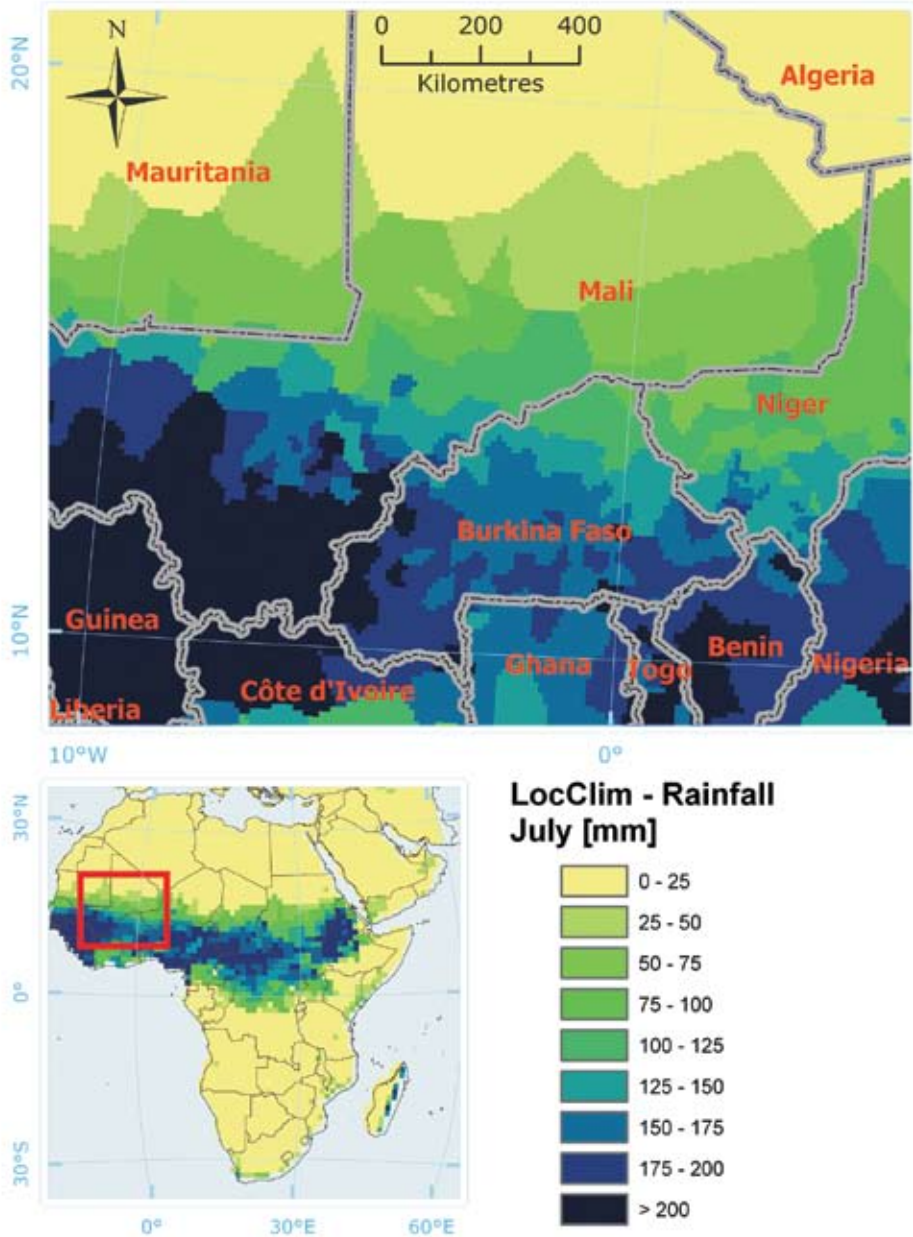 N
0 200 400
Kilometres
20°N
Algeria
Mauritania
Mali
Niger
Burkina Faso
10°N
Guinea
Ghana
Togo
Benin
Nigeria
Côte d'Ivoire
Liberia
10°W 0°
LocClim - Rainfall
July [mm]
0 - 25
25 - 50
50 - 75
75 - 100
100 - 125
125 - 150
150 - 175
175 - 200
> 200
30°N
0°
30°S
0° 30°E 60°E